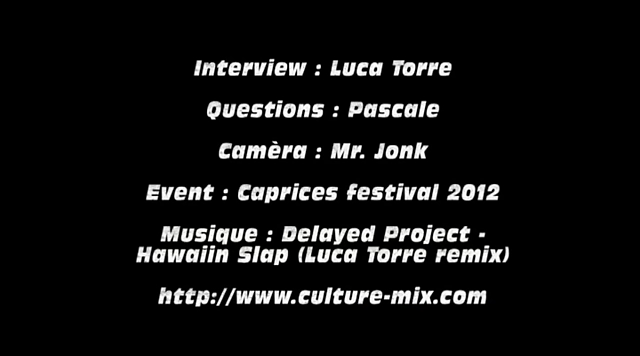 Interview : Luca Torre
Questions : Pascale
Camèra : Mr. Jonk
Event : Caprices festival 2012
Musique : Delayed Project -
Hawaiin Slap (Luca Torre remix)
http://www.culture-mix.com